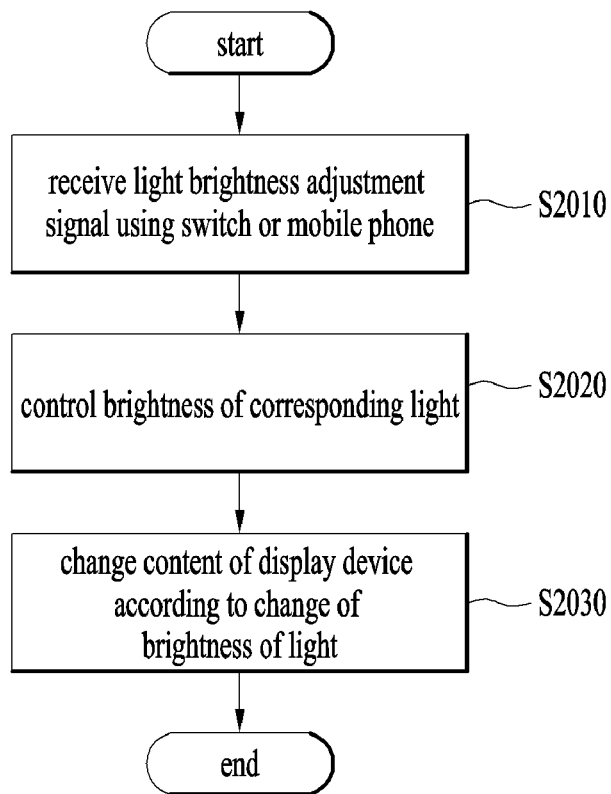 start
receive light brightness adjustment
signal using switch or mobile phone
S2010
control brightness of corresponding light
S2020
change content of display device
according to change of
brightness of light
S2030
end